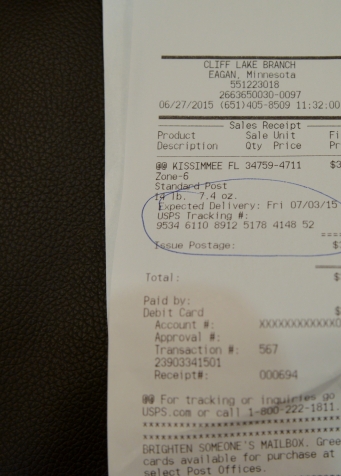 CLIFF LAKE BRANCH
EAGAN, Minnesota
551223018
2663650030-0097
06/27/2015 (651)405-8509 11:32:00
Sales Receipt
Product Sale Unit Fi
Description Qty Price Pr
@@ KISSIMMEE FL 34759-4711 $3
Zone-6
Standard Post
14 lb. 7.4 oz.
Expected Delivery: Fri 07/03/15
USPS Tracking #:
9534 6110 8912 5178 4148 52
====
Issue Postage: $
Total: $
Paid by:
Debit Card $
Account #: XXXXXXXXXXXX
Approval #:
Transaction #: 567
23903341501
Receipt#: 000694
@@ For tracking or inquiries go
USPS.com or call 1-800-222-1811.
BRIGHTEN SOMEONE'S MAILBOX. Gree
cards available for purchase at
select Post Offices.